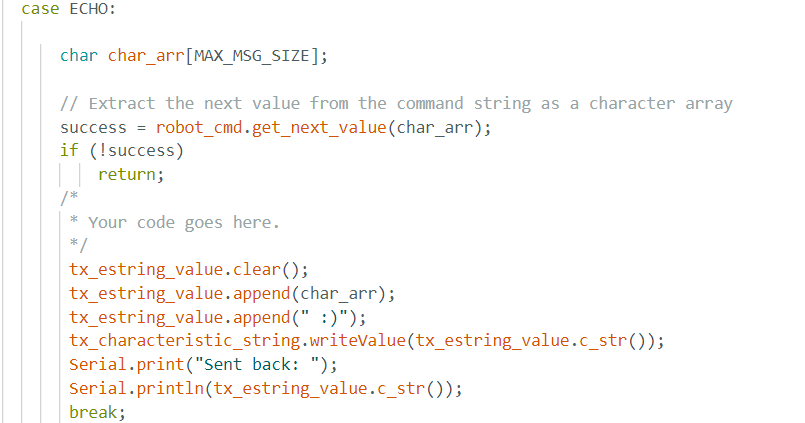 case ECHO:
char char_arr[MAX_MSG_SIZE];
// Extract the next value from the command string as a character array
success = robot_cmd.get_next_value(char_arr);
if (!success)
return;
/*
* Your code goes here.
*/
tx_estring_value.clear();
tx_estring_value.append(char_arr);
tx_estring_value.append(" :)");
tx_characteristic_string.writeValue(tx_estring_value.c_str());
Serial.print("Sent back: ");
Serial.println(tx_estring_value.c_str());
break;